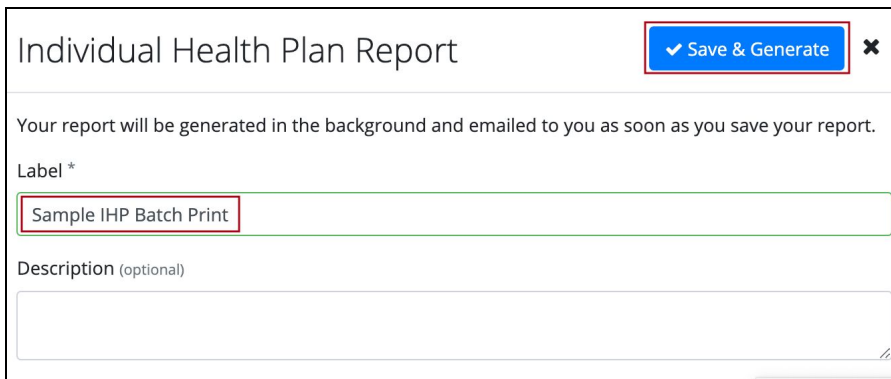 Individual Health Plan Report
✔ Save & Generate ✖
Your report will be generated in the background and emailed to you as soon as you save your report.
Label *
Sample IHP Batch Print
Description (optional)